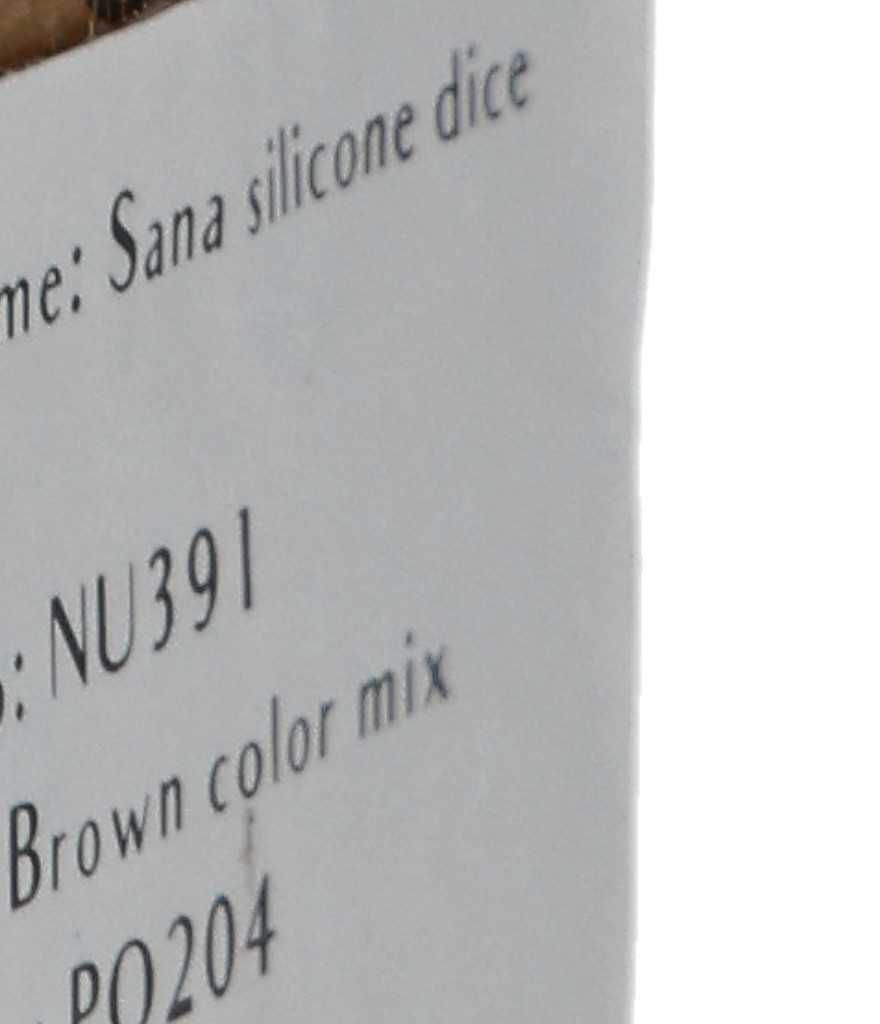 me: Sana silicone dice
: NU391
Brown color mix
PO204